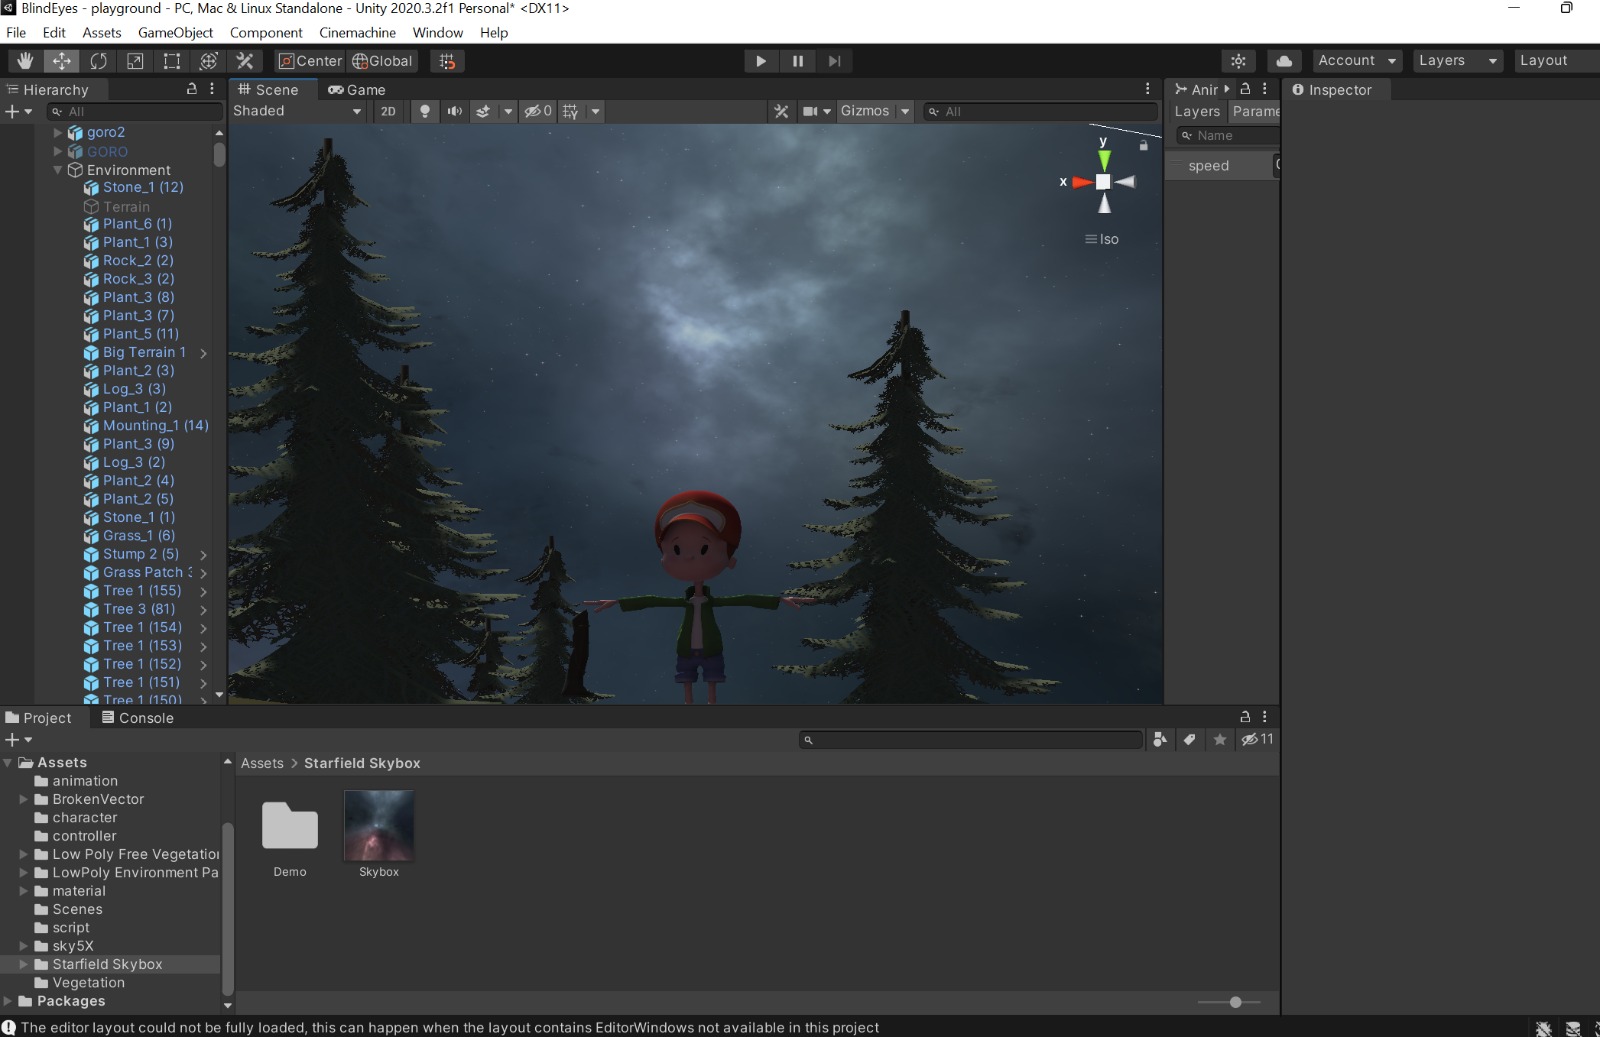 BlindEyes - playground - PC, Mac & Linux Standalone - Unity 2020.3.2f1 Personal* <DX11>
File Edit Assets GameObject Component Cinemachine Window Help
Center Global Account Layers Layout
Hierarchy Scene Game Anir Inspector
All Shaded 2D 0 Gizmos All Layers Parame
Name
speed
goro2
GORO
Environment
Stone_1 (12)
Terrain
Plant_6 (1)
Plant_1 (3)
Rock_2 (2)
Rock_3 (2)
Plant_3 (8)
Plant_3 (7)
Plant_5 (11)
Big Terrain 1
Plant_2 (3)
Log_3 (3)
Plant_1 (2)
Mounting_1 (14)
Plant_3 (9)
Log_3 (2)
Plant_2 (4)
Plant_2 (5)
Stone_1 (1)
Grass_1 (6)
Stump 2 (5)
Grass Patch
Tree 1 (155)
Tree 3 (81)
Tree 1 (154)
Tree 1 (153)
Tree 1 (152)
Tree 1 (151)
Tree 1 (150)
y
x
Iso
Project Console
11
Assets
animation
BrokenVector
character
controller
Low Poly Free Vegetation
LowPoly Environment Pa
material
Scenes
script
sky5X
Starfield Skybox
Vegetation
Packages
Assets > Starfield Skybox
Demo
Skybox
The editor layout could not be fully loaded, this can happen when the layout contains EditorWindows not available in this project